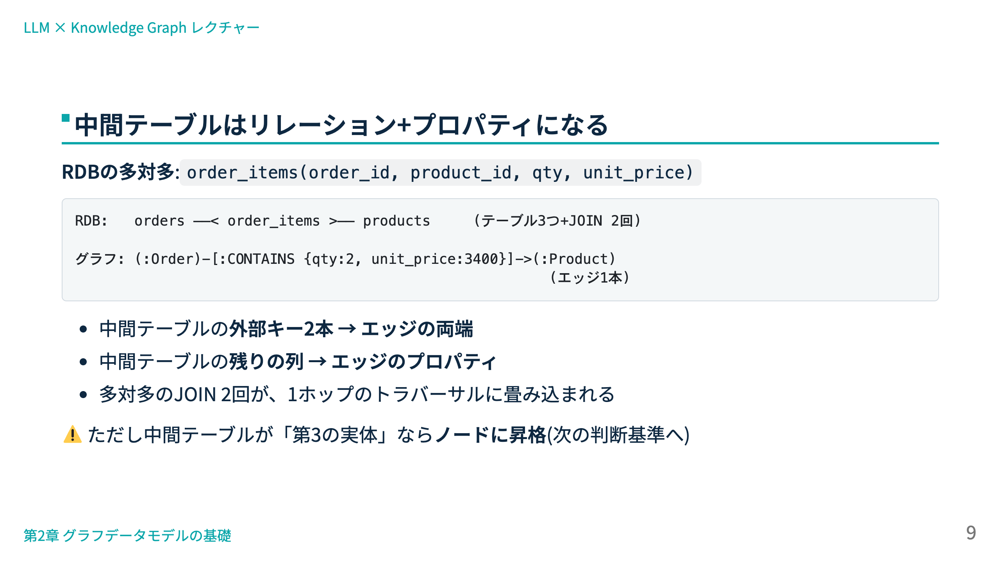 LLM × Knowledge Graph レクチャー
中間テーブルはリレーション+プロパティになる
RDBの多対多: order_items(order_id, product_id, qty, unit_price)
RDB:   orders ──< order_items >── products     (テーブル3つ+JOIN 2回)
グラフ: (:Order)-[:CONTAINS {qty:2, unit_price:3400}]->(:Product)
(エッジ1本)
• 中間テーブルの外部キー2本 → エッジの両端
• 中間テーブルの残りの列 → エッジのプロパティ
• 多対多のJOIN 2回が、1ホップのトラバーサルに畳み込まれる
⚠️ ただし中間テーブルが「第3の実体」ならノードに昇格(次の判断基準へ)
第2章 グラフデータモデルの基礎
9